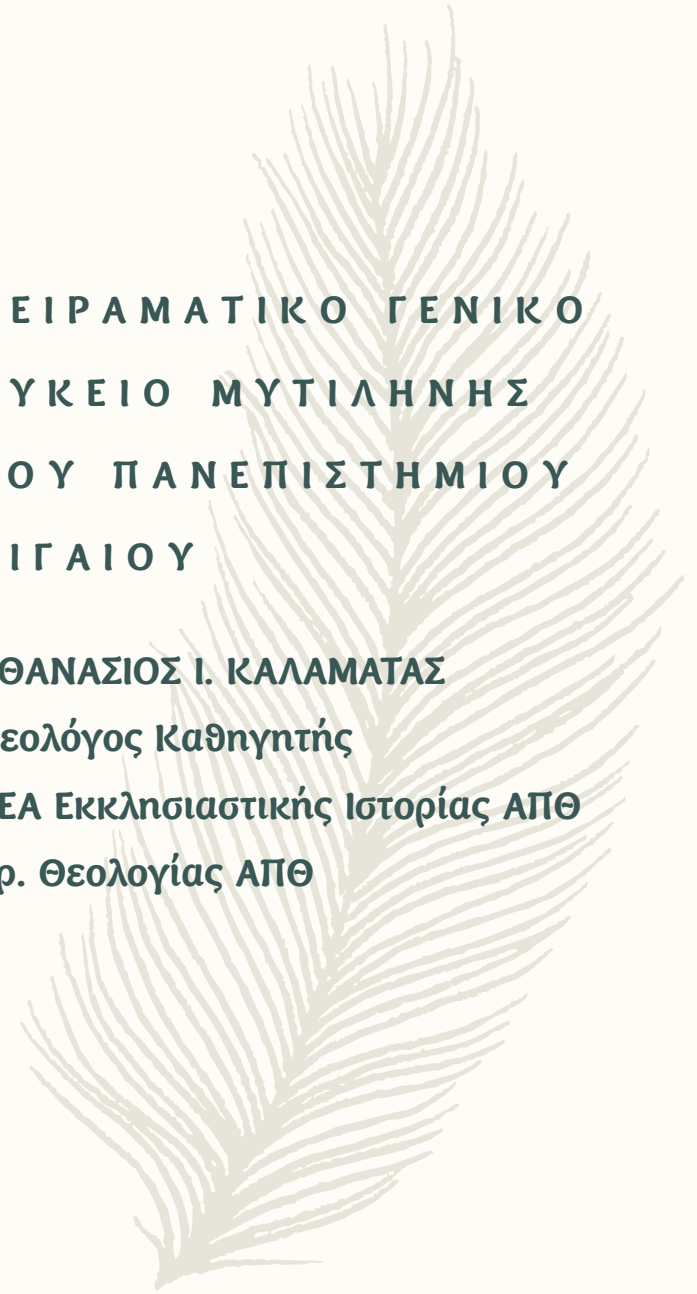 ΕΙΡΑΜΑΤΙΚΟ ΓΕΝΙΚΟ
ΥΚΕΙΟ ΜΥΤΙΛΗΝΗΣ
ΟΥ ΠΑΝΕΠΙΣΤΗΜΙΟΥ
ΙΓΑΙΟΥ
ΘΑΝΑΣΙΟΣ Ι. ΚΑΛΑΜΑΤΑΣ
εολόγος Καθηγητής
ΕΑ Εκκλησιαστικής Ιστορίας ΑΠΘ
ρ. Θεολογίας ΑΠΘ